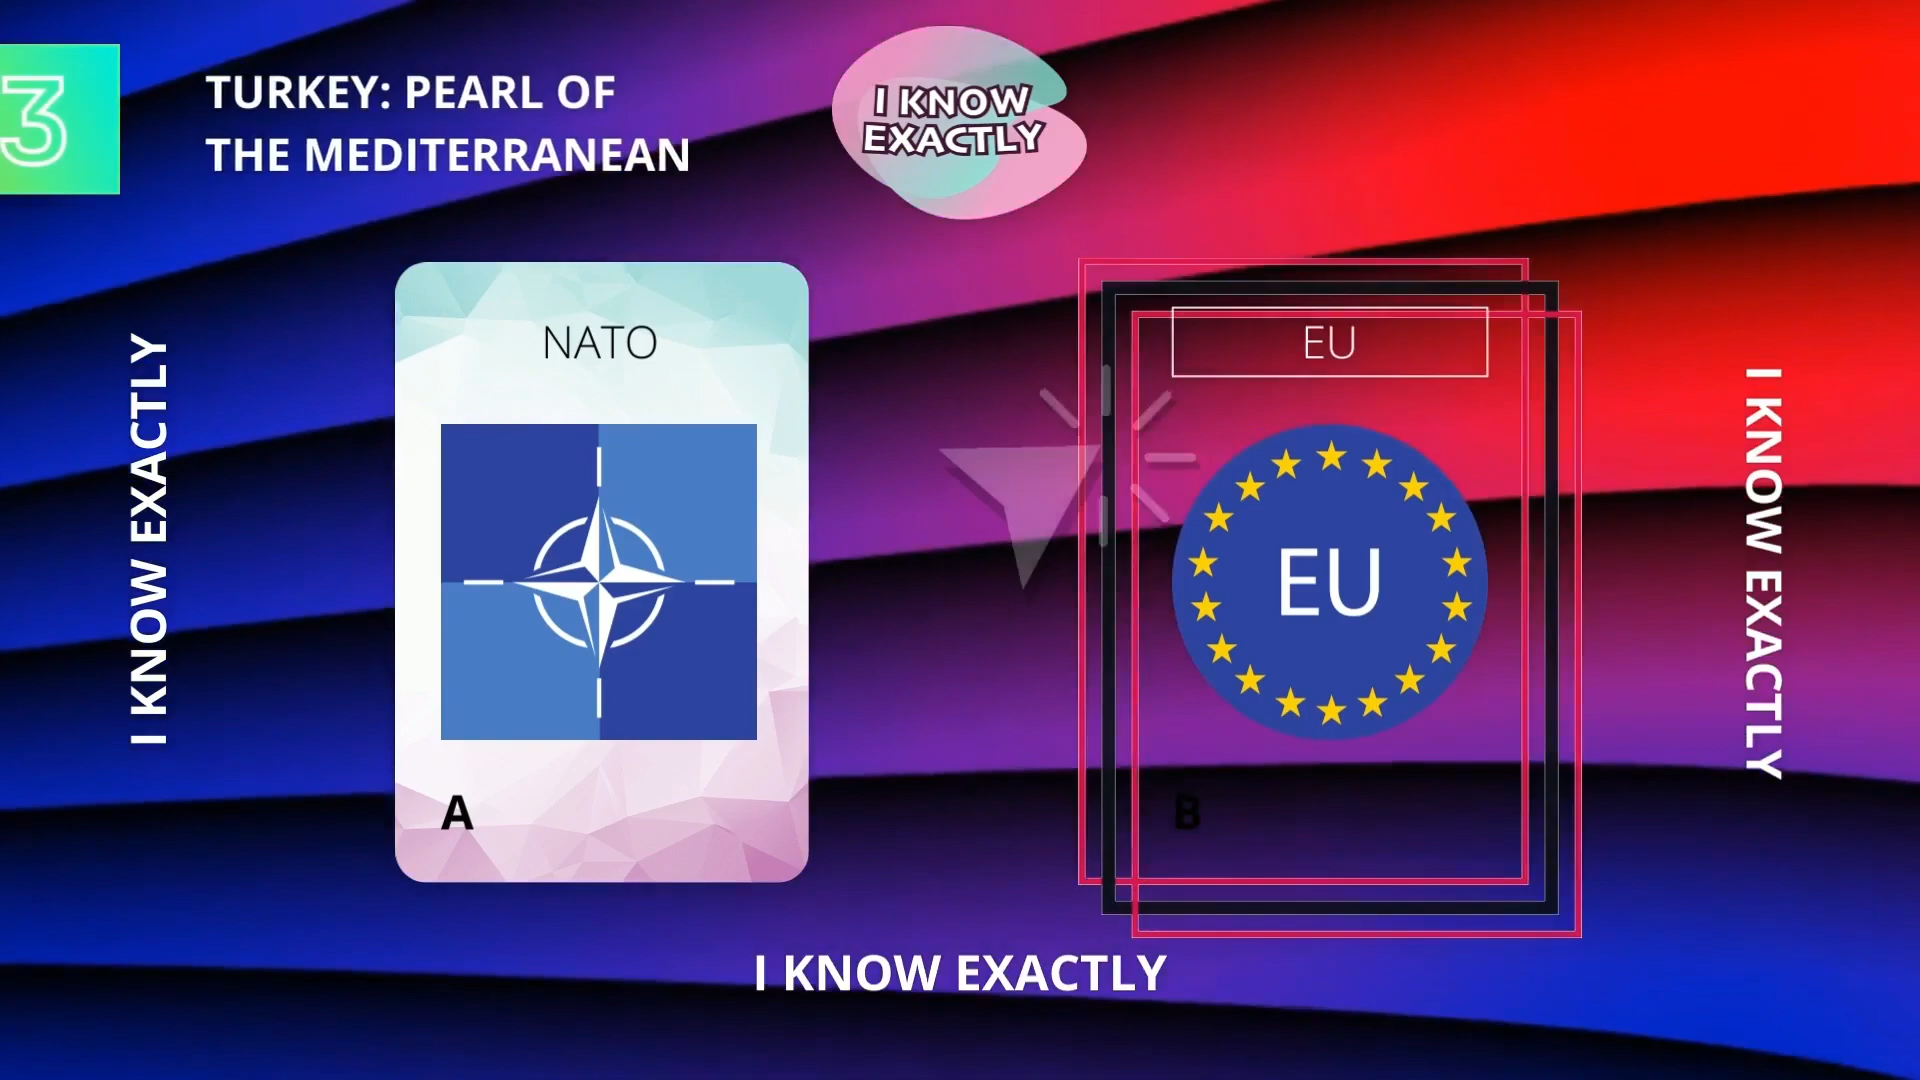 3
TURKEY: PEARL OF
THE MEDITERRANEAN
I KNOW
EXACTLY
I KNOW EXACTLY
NATO
A
EU
EU
B
I KNOW EXACTLY
I KNOW EXACTLY